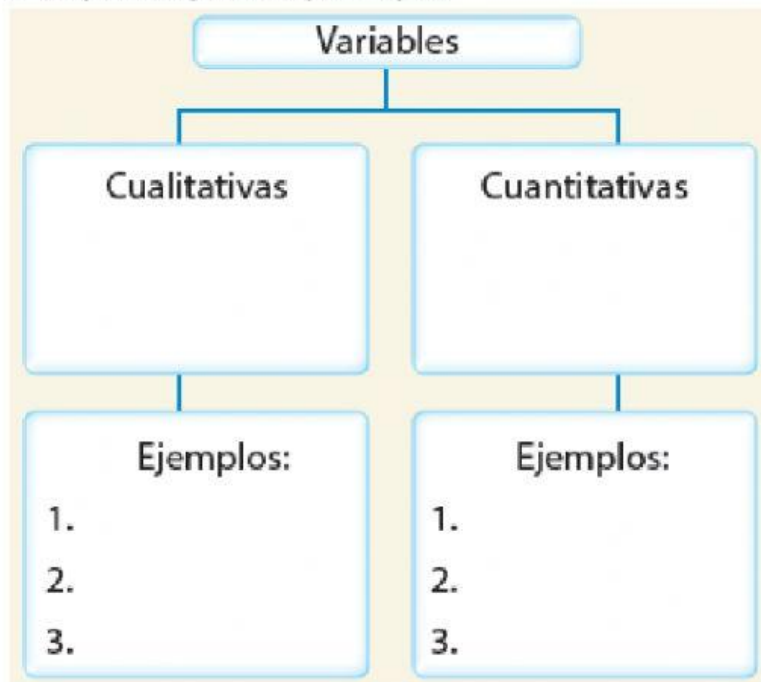 Variables
Cualitativas
Cuantitativas
Ejemplos:
1.
2.
3.
Ejemplos:
1.
2.
3.